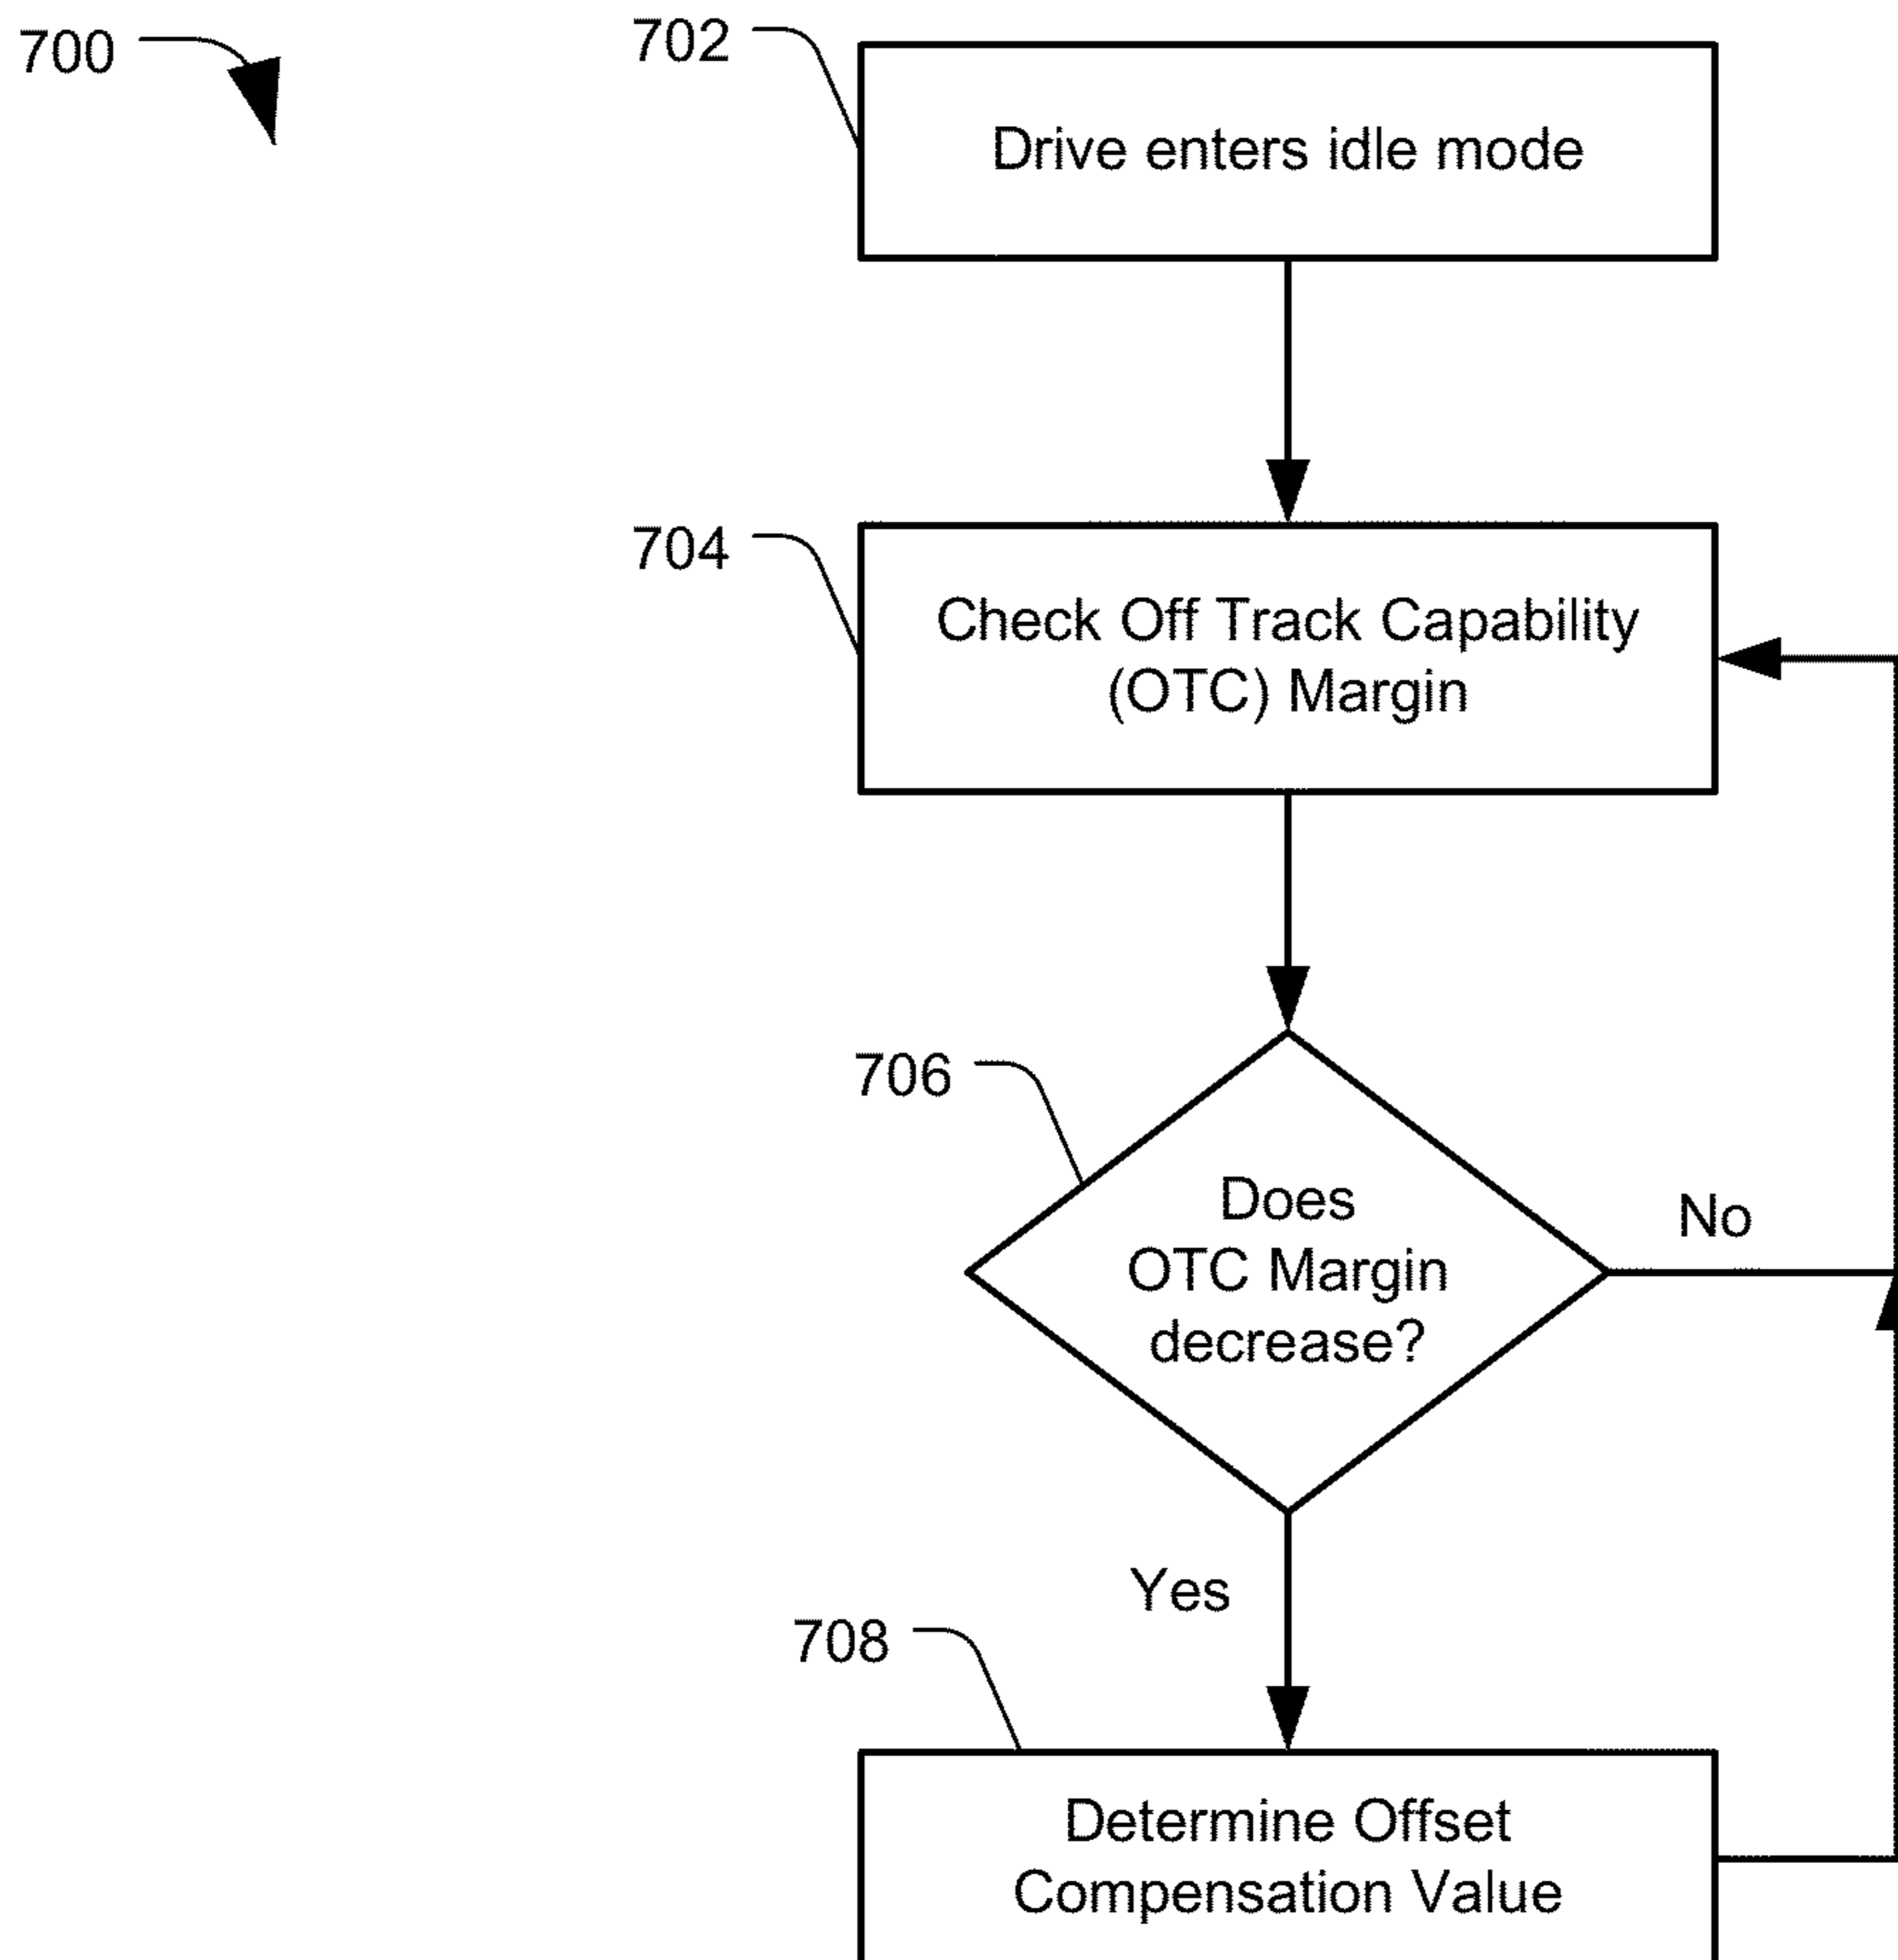 700
702
Drive enters idle mode
704
Check Off Track Capability
(OTC) Margin
706
Does
OTC Margin
decrease?
No
Yes
708
Determine Offset
Compensation Value